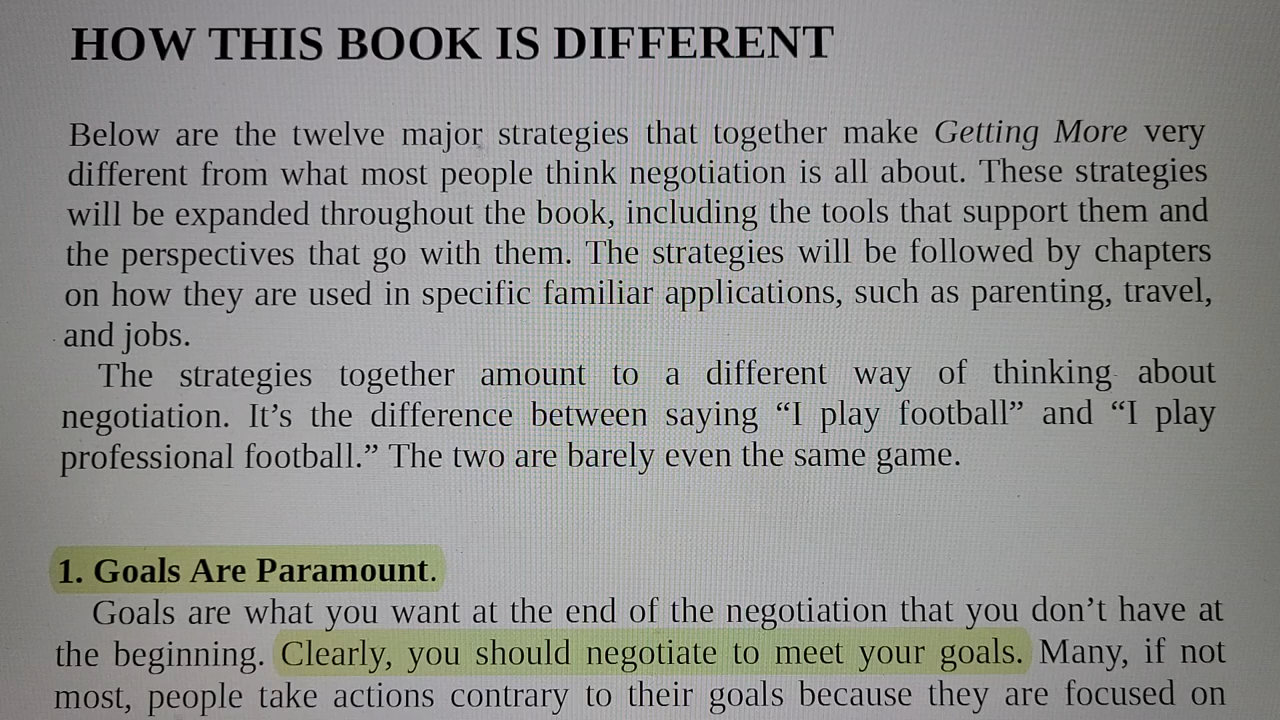 HOW THIS BOOK IS DIFFERENT
Below are the twelve major strategies that together make Getting More very
different from what most people think negotiation is all about. These strategies
will be expanded throughout the book, including the tools that support them and
the perspectives that go with them. The strategies will be followed by chapters
on how they are used in specific familiar applications, such as parenting, travel,
and jobs.
The strategies together amount to a different way of thinking about
negotiation. It’s the difference between saying “I play football” and “I play
professional football.” The two are barely even the same game.
1. Goals Are Paramount.
Goals are what you want at the end of the negotiation that you don’t have at
the beginning. Clearly, you should negotiate to meet your goals. Many, if not
most, people take actions contrary to their goals because they are focused on